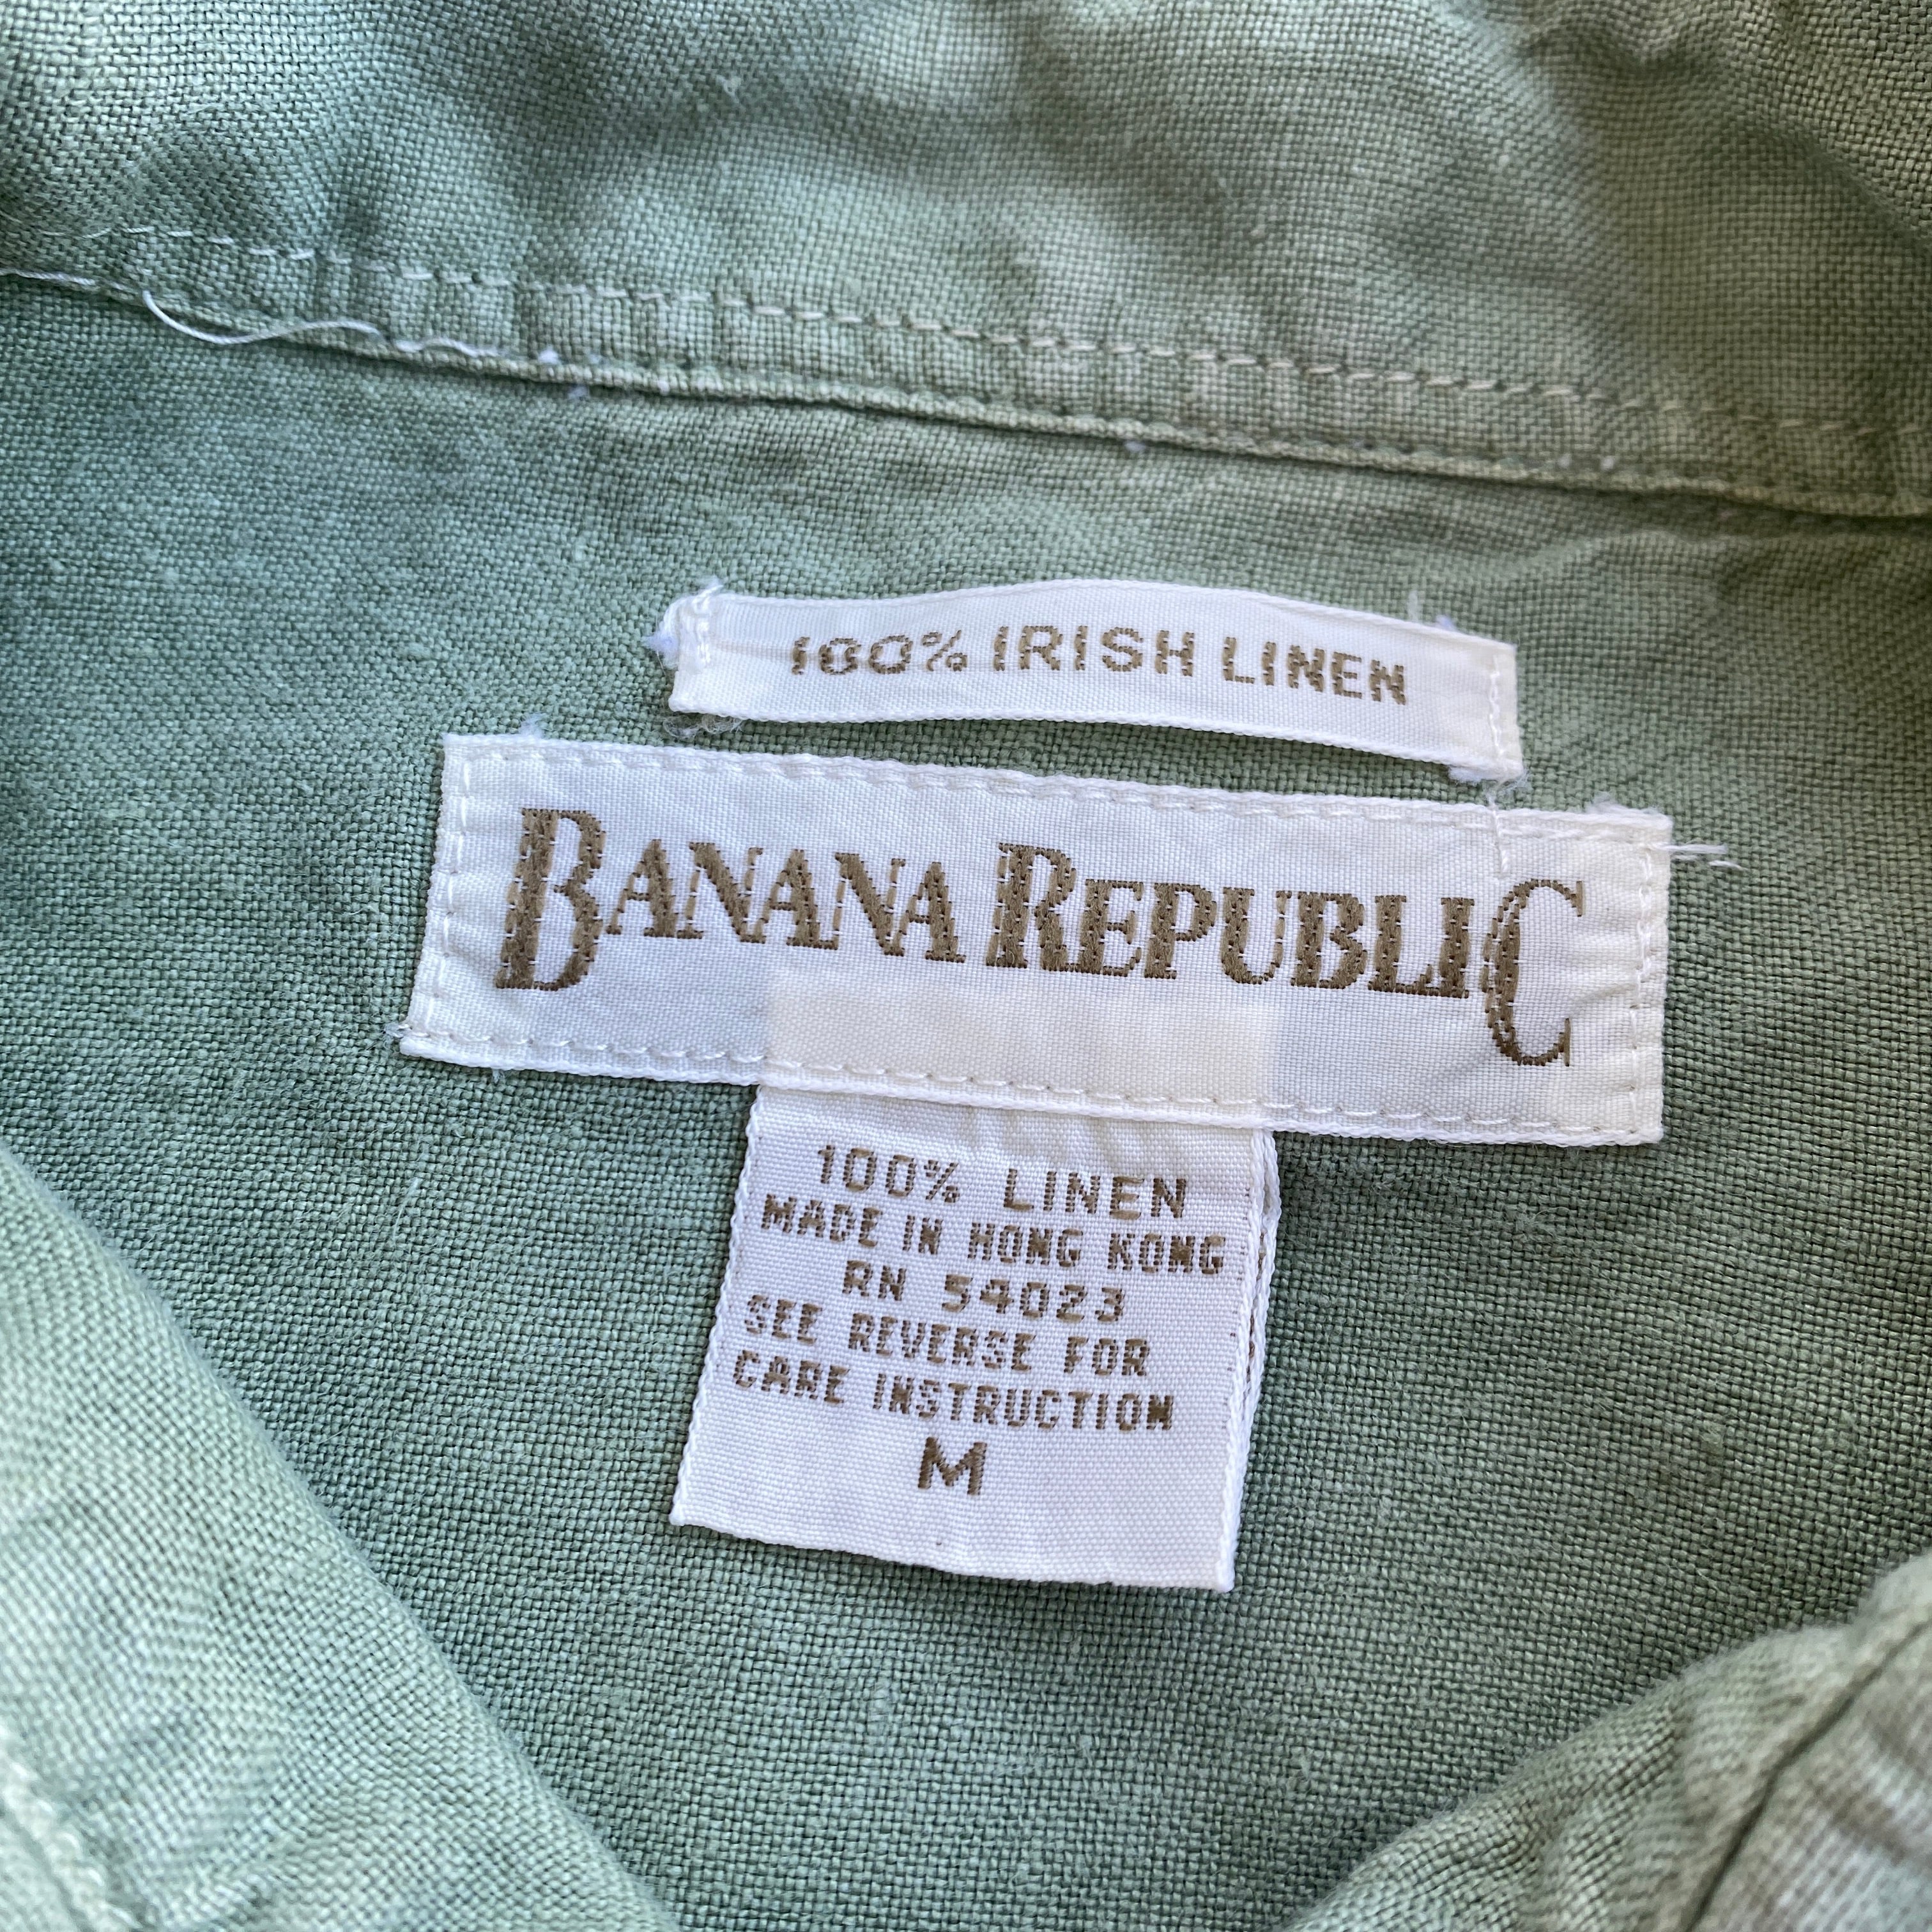 100% IRISH LINEN
BANANA REPUBLIC
100% LINEN
MADE IN HONG KONG
RN 54023
SEE REVERSE FOR
CARE INSTRUCTION
M